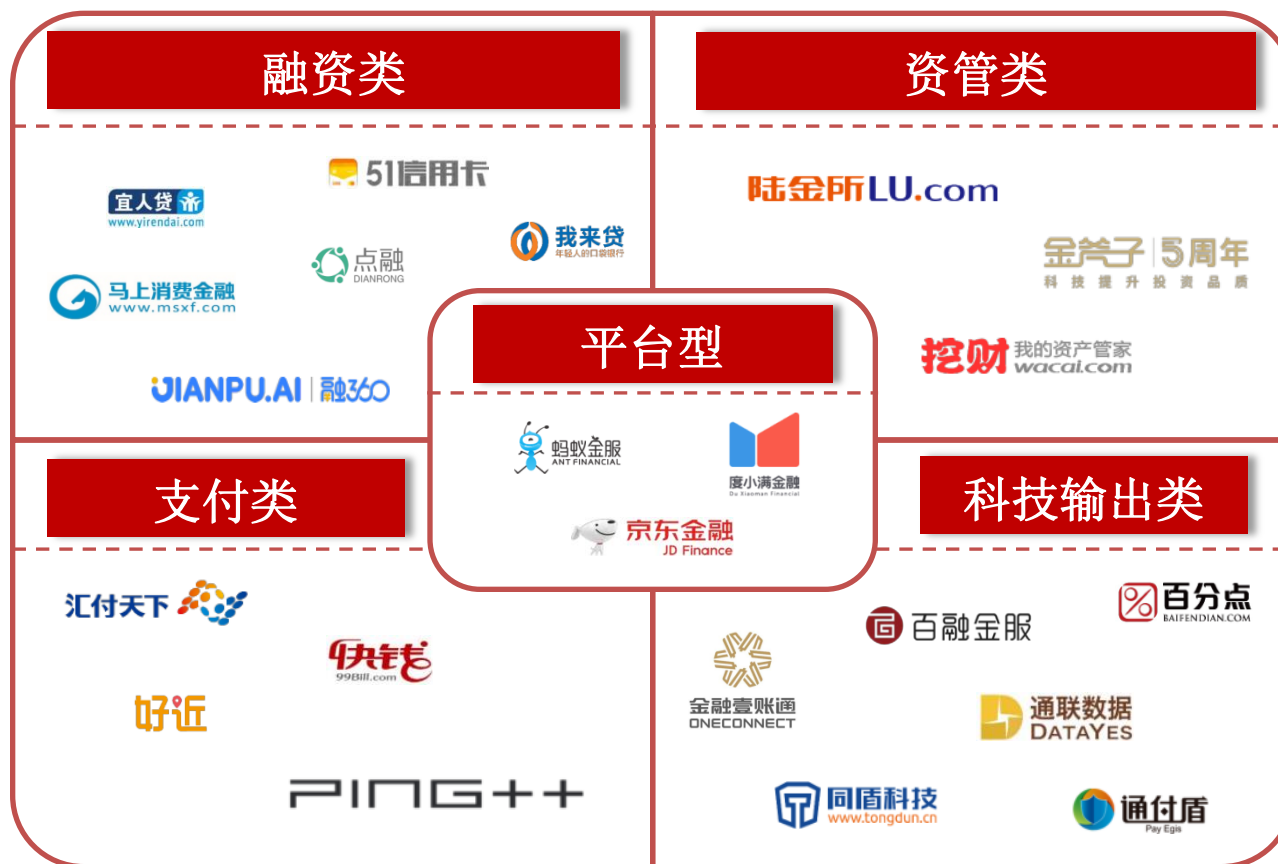 融资类
51信用卡
宜人贷
www.yirendai.com
点融
DIANRONG
我来贷
年轻人的口袋银行
马上消费金融
www.msxf.com
JIANPU.AI | 融360
资管类
陆金所LU.com
金斧子 | 5周年
科技提升投资品质
挖财 我的资产管家
wacai.com
平台型
蚂蚁金服
ANT FINANCIAL
度小满金融
Du Xiaoman Financial
京东金融
JD Finance
支付类
汇付天下
快钱
99Bill.com
好近
PING++
科技输出类
百分点
BAIFENDIAN.COM
百融金服
金融壹账通
ONECONNECT
通联数据
DATAYES
同盾科技
www.tongdun.cn
通付盾
Pay Egis